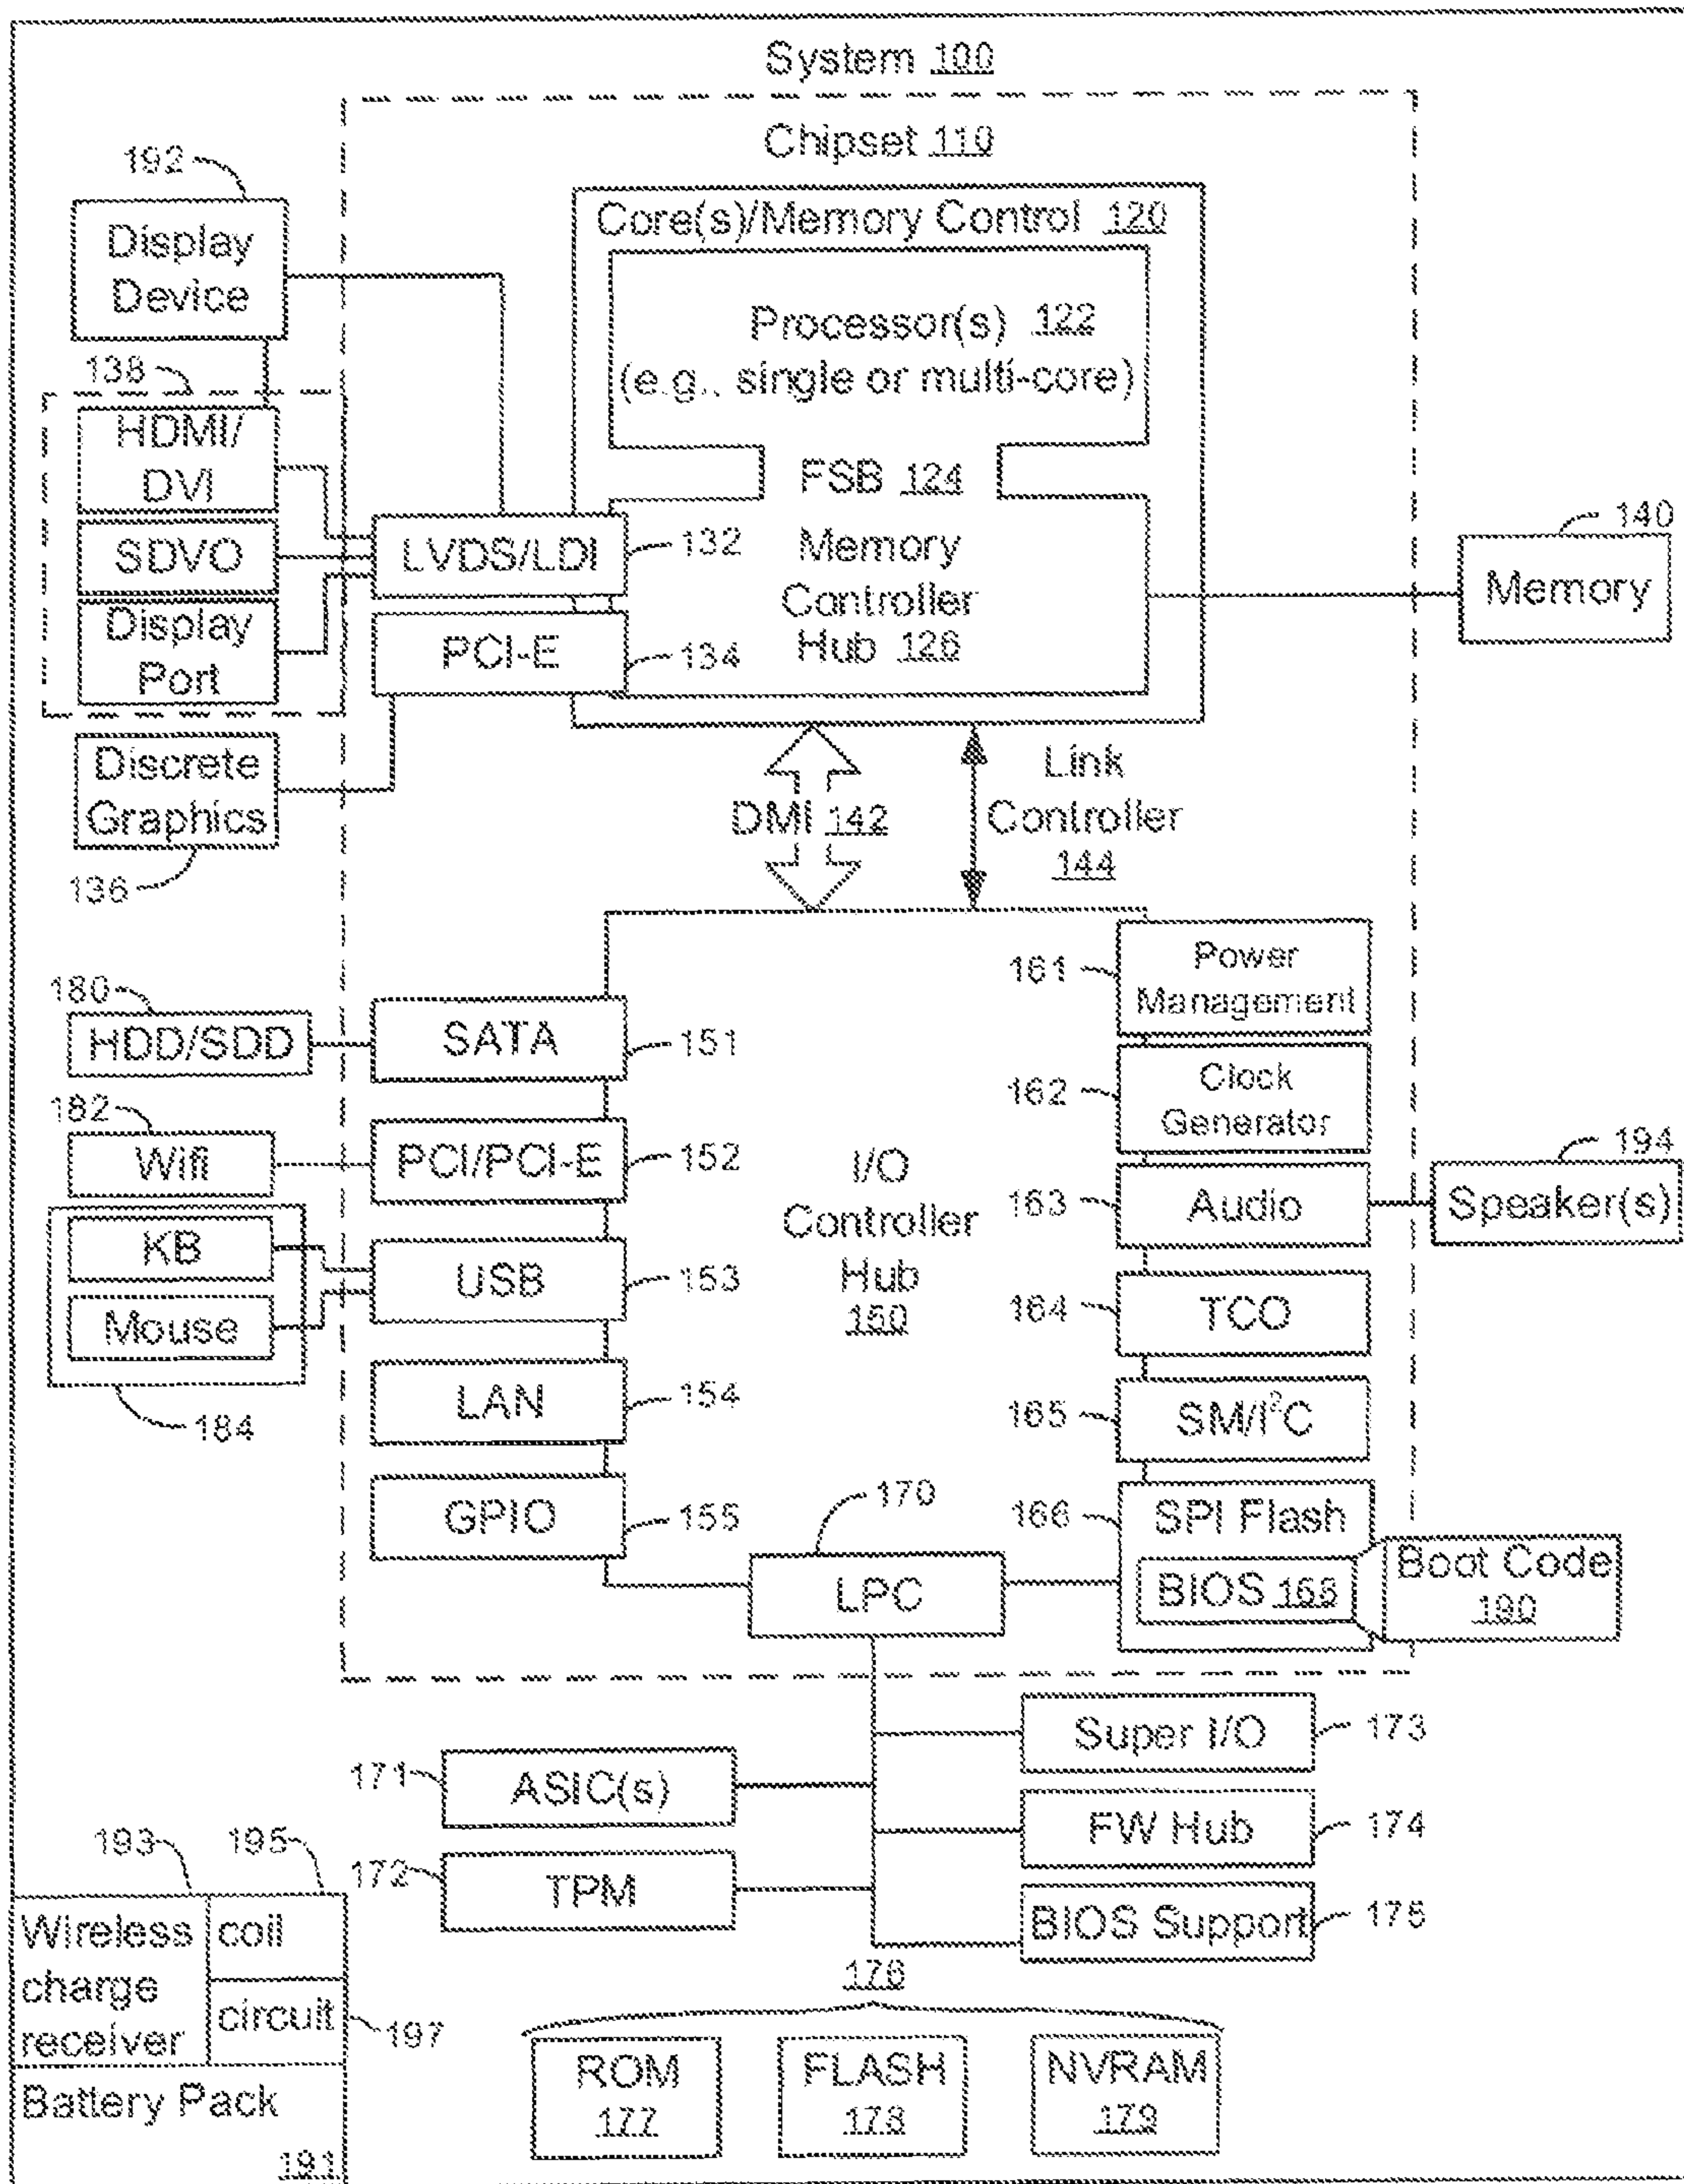 System 100
Chipset 110
192
Display
Device
Core(s)/Memory Control 120
Processor(s) 122
(e.g., single or multi-core)
138
HDMI/
DVI
SDVO
Display
Port
FSB 124
LVDS/LDI
132
PCI-E
134
Memory
Controller
Hub 126
140
Memory
Discrete
Graphics
136
DMI 142
Link
Controller
144
180
HDD/SDD
SATA
151
182
Wifi
PCI/PCI-E
152
KB
Mouse
184
USB
153
LAN
154
GPIO
155
I/O
Controller
Hub
150
161
Power
Management
162
Clock
Generator
163
Audio
194
Speaker(s)
164
TCO
165
SM/I²C
166
SPI Flash
BIOS 168
Boot Code
190
170
LPC
171
ASIC(s)
172
TPM
Super I/O
173
FW Hub
174
BIOS Support
175
193
195
Wireless
charge
receiver
coil
circuit
197
Battery Pack
191
176
ROM
177
FLASH
178
NVRAM
179